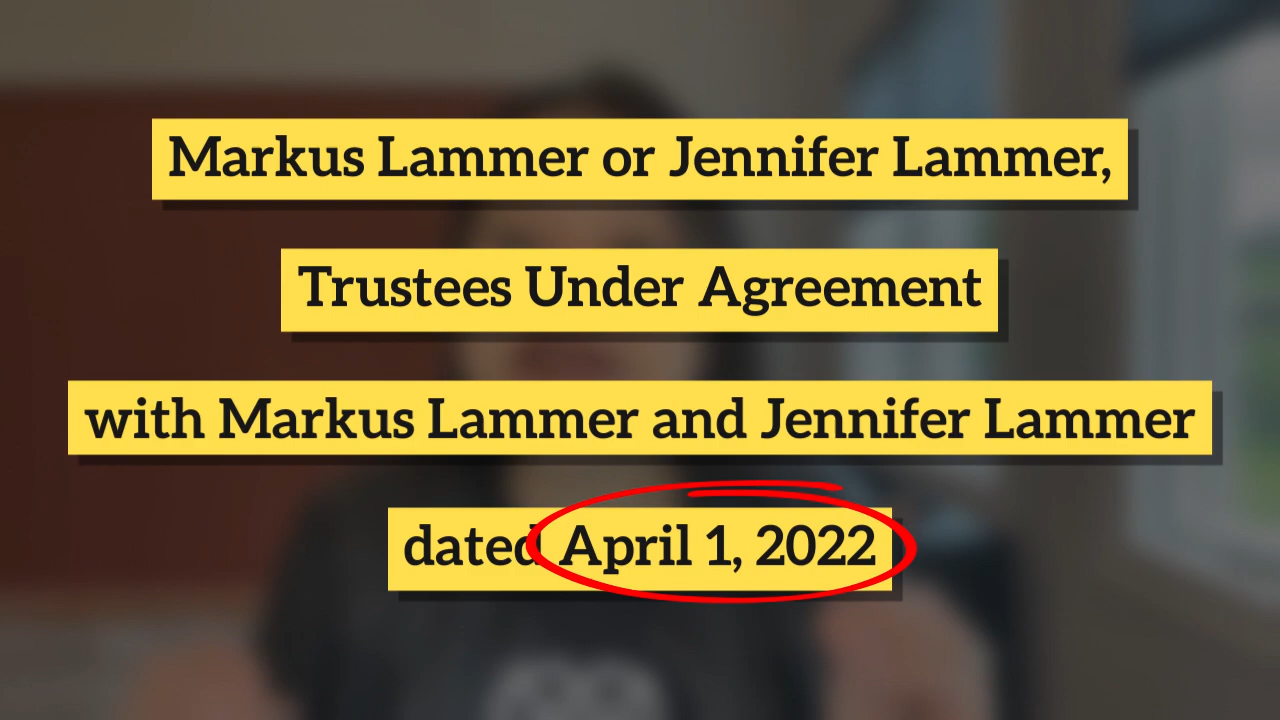 Markus Lammer or Jennifer Lammer,
Trustees Under Agreement
with Markus Lammer and Jennifer Lammer
dated April 1, 2022